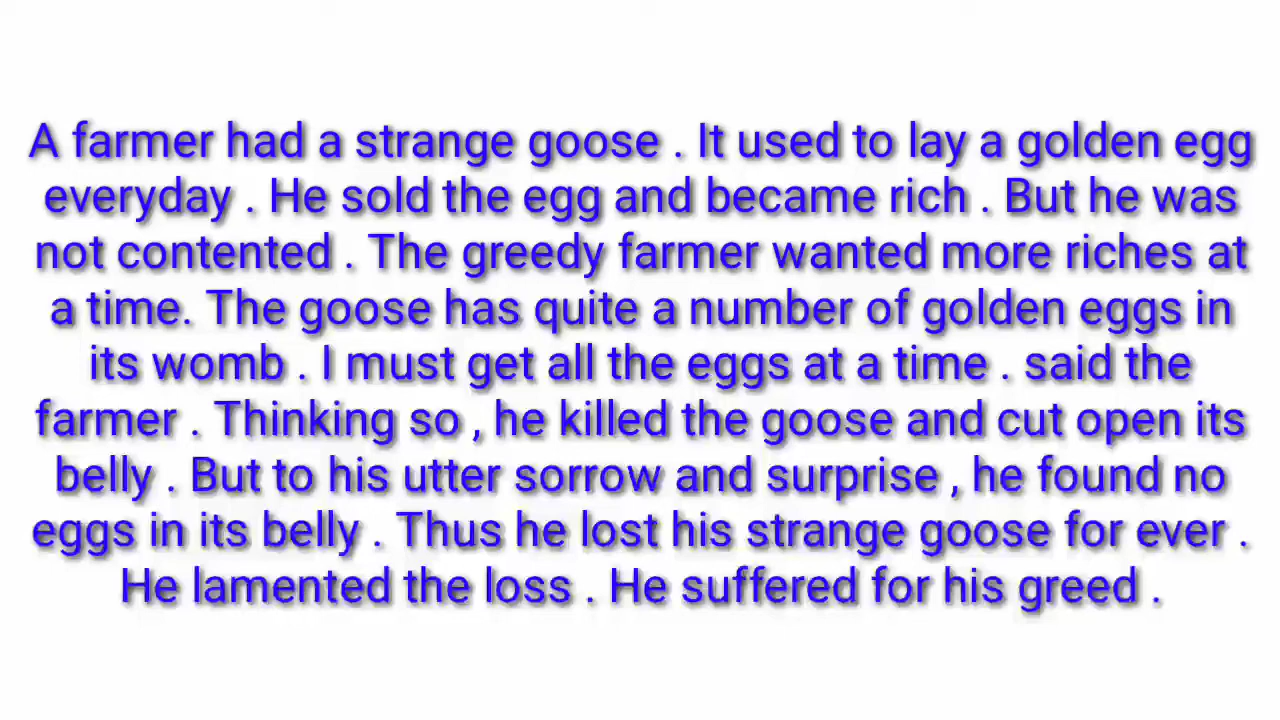 A farmer had a strange goose . It used to lay a golden egg
everyday . He sold the egg and became rich . But he was
not contented . The greedy farmer wanted more riches at
a time. The goose has quite a number of golden eggs in
its womb . I must get all the eggs at a time . said the
farmer . Thinking so , he killed the goose and cut open its
belly . But to his utter sorrow and surprise , he found no
eggs in its belly . Thus he lost his strange goose for ever .
He lamented the loss . He suffered for his greed .